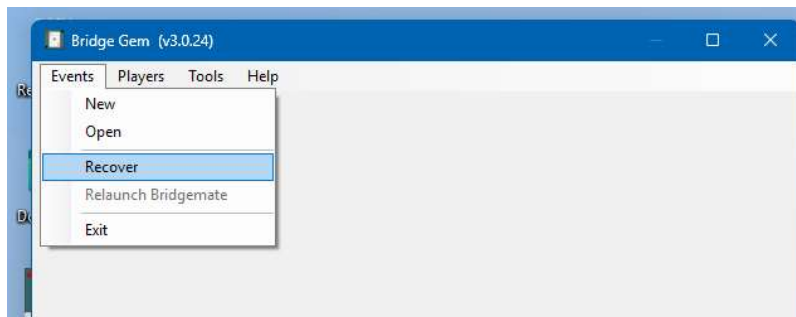 Bridge Gem (v3.0.24)
Events Players Tools Help
New
Open
Recover
Relaunch Bridgemate
Exit